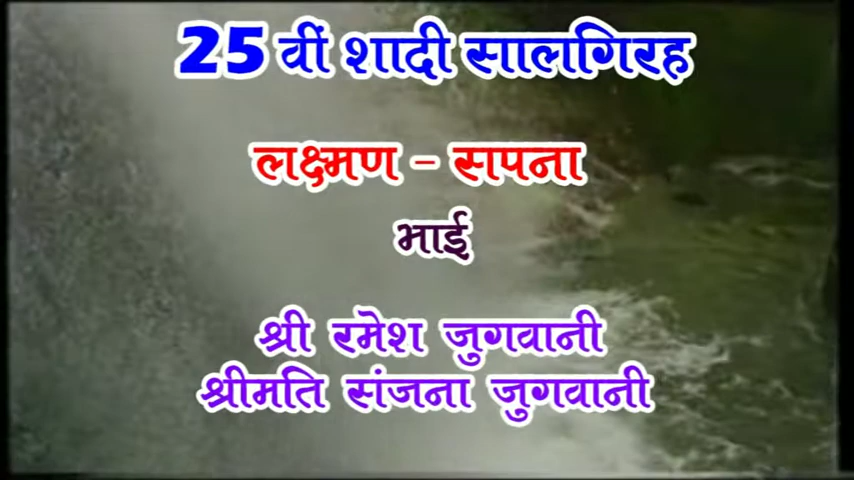 25 वीं शादी सालगिरह
लक्ष्मण - सपना
भाई
श्री रमेश जुगवानी
श्रीमति संजना जुगवानी